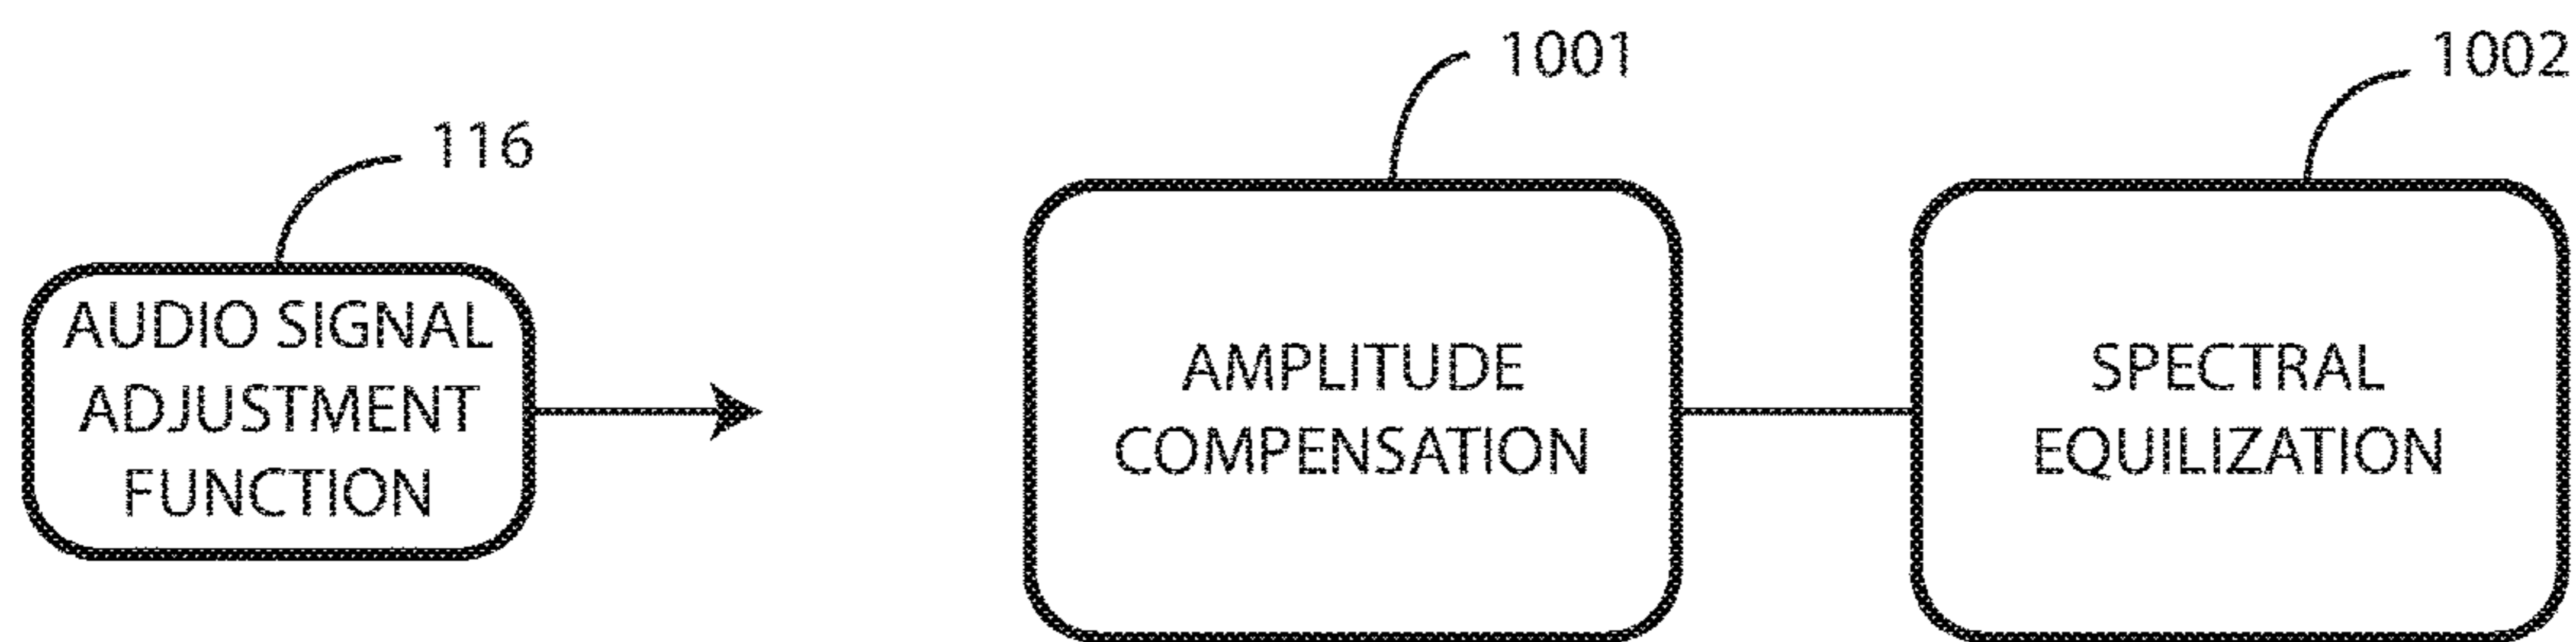 116
AUDIO SIGNAL
ADJUSTMENT
FUNCTION
1001
AMPLITUDE
COMPENSATION
1002
SPECTRAL
EQUILIZATION